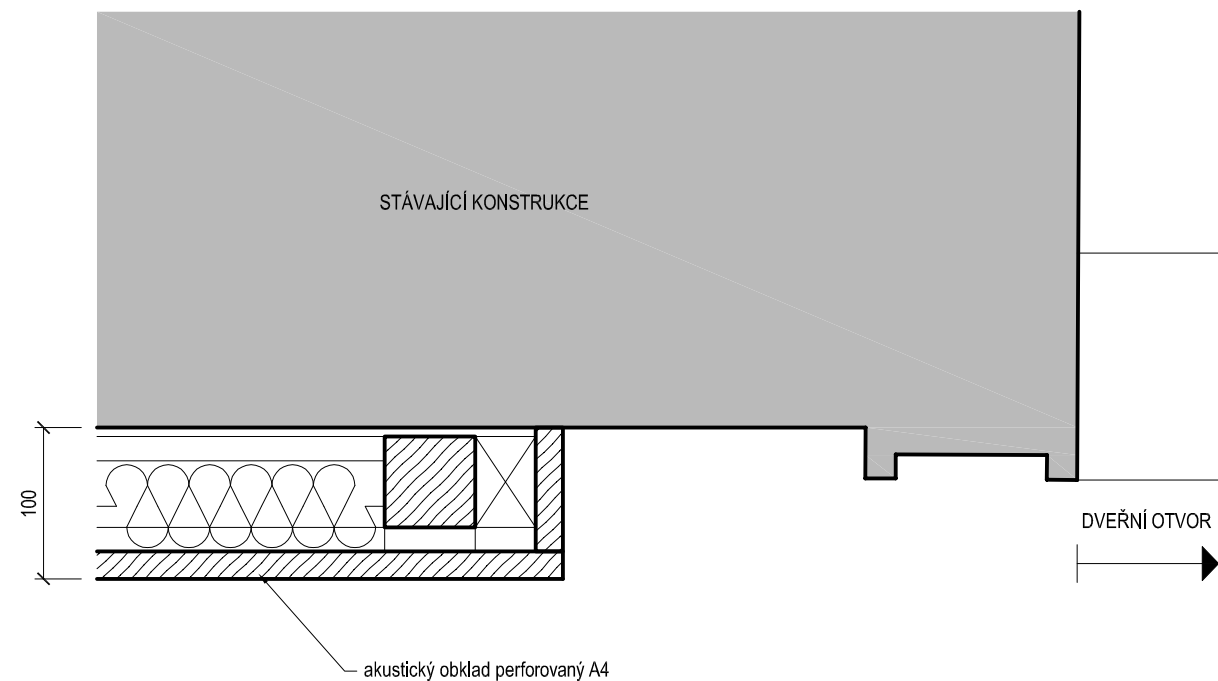 STÁVAJÍCÍ KONSTRUKCE
100
DVEŘNÍ OTVOR
akustický obklad perforovaný A4